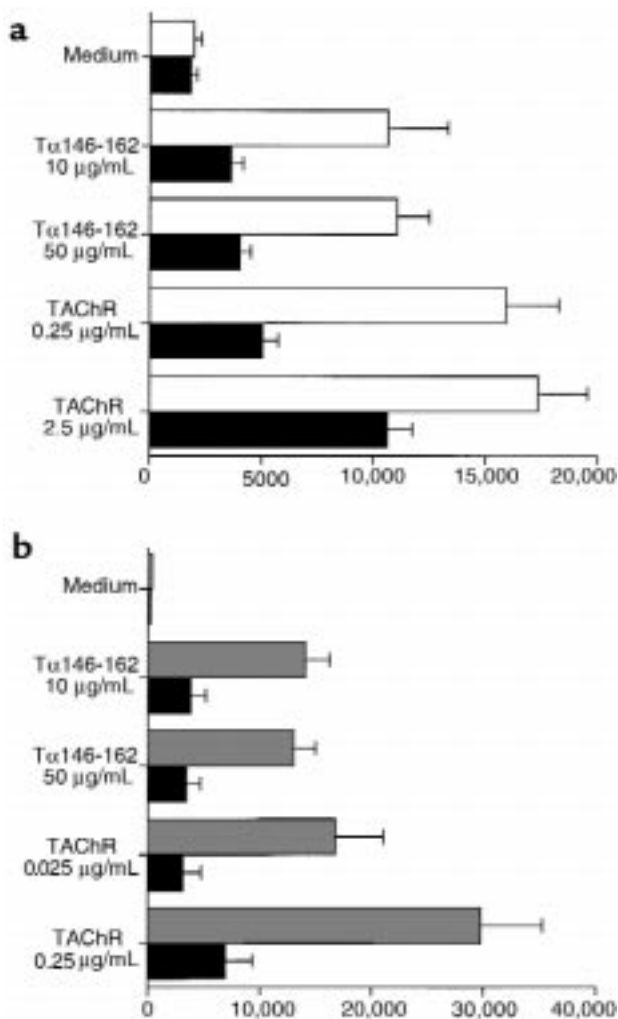 a
Medium
Tα146-162
10 µg/mL
Tα146-162
50 µg/mL
TAChR
0.25 µg/mL
TAChR
2.5 µg/mL
0 5000 10,000 15,000 20,000
b
Medium
Tα146-162
10 µg/mL
Tα146-162
50 µg/mL
TAChR
0.025 µg/mL
TAChR
0.25 µg/mL
0 10,000 20,000 30,000 40,000